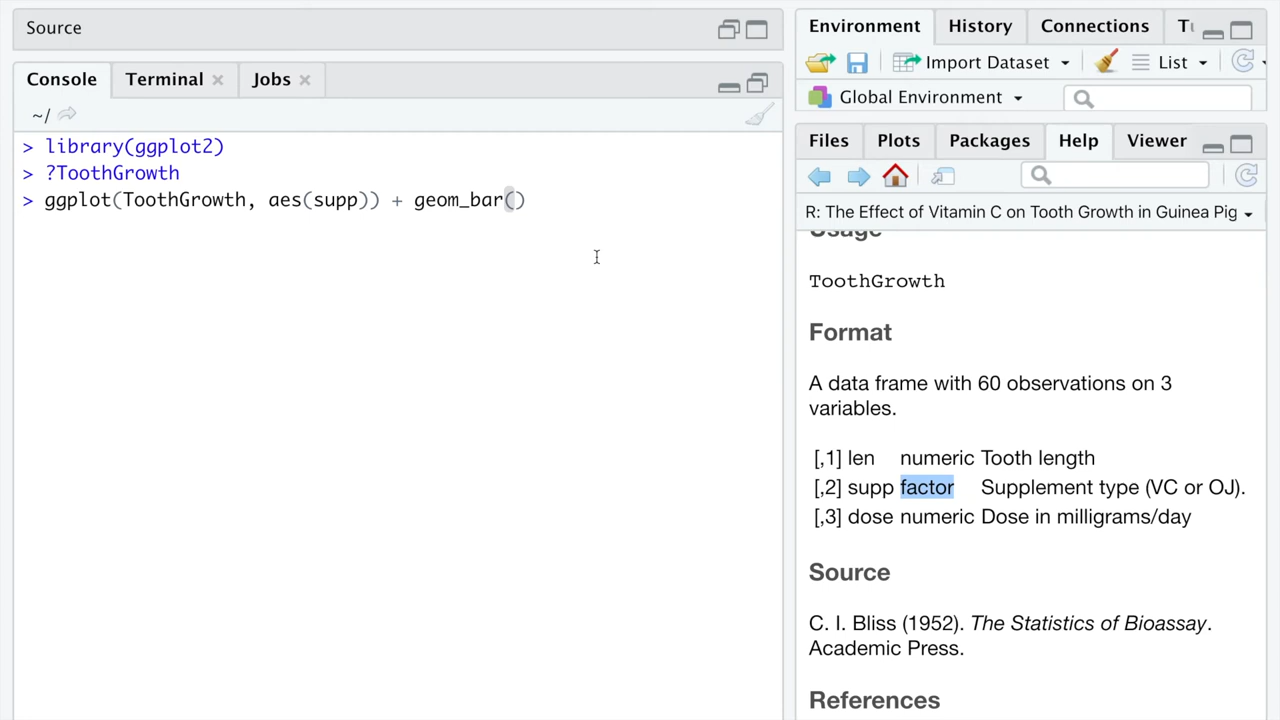 Source
Console Terminal Jobs
~/
> library(ggplot2)
> ?ToothGrowth
> ggplot(ToothGrowth, aes(supp)) + geom_bar()
Environment History Connections
Import Dataset List
Global Environment
Files Plots Packages Help Viewer
R: The Effect of Vitamin C on Tooth Growth in Guinea Pig
Usage
ToothGrowth
Format
A data frame with 60 observations on 3
variables.
[,1] len numeric Tooth length
[,2] supp factor Supplement type (VC or OJ).
[,3] dose numeric Dose in milligrams/day
Source
C. I. Bliss (1952). The Statistics of Bioassay.
Academic Press.
References